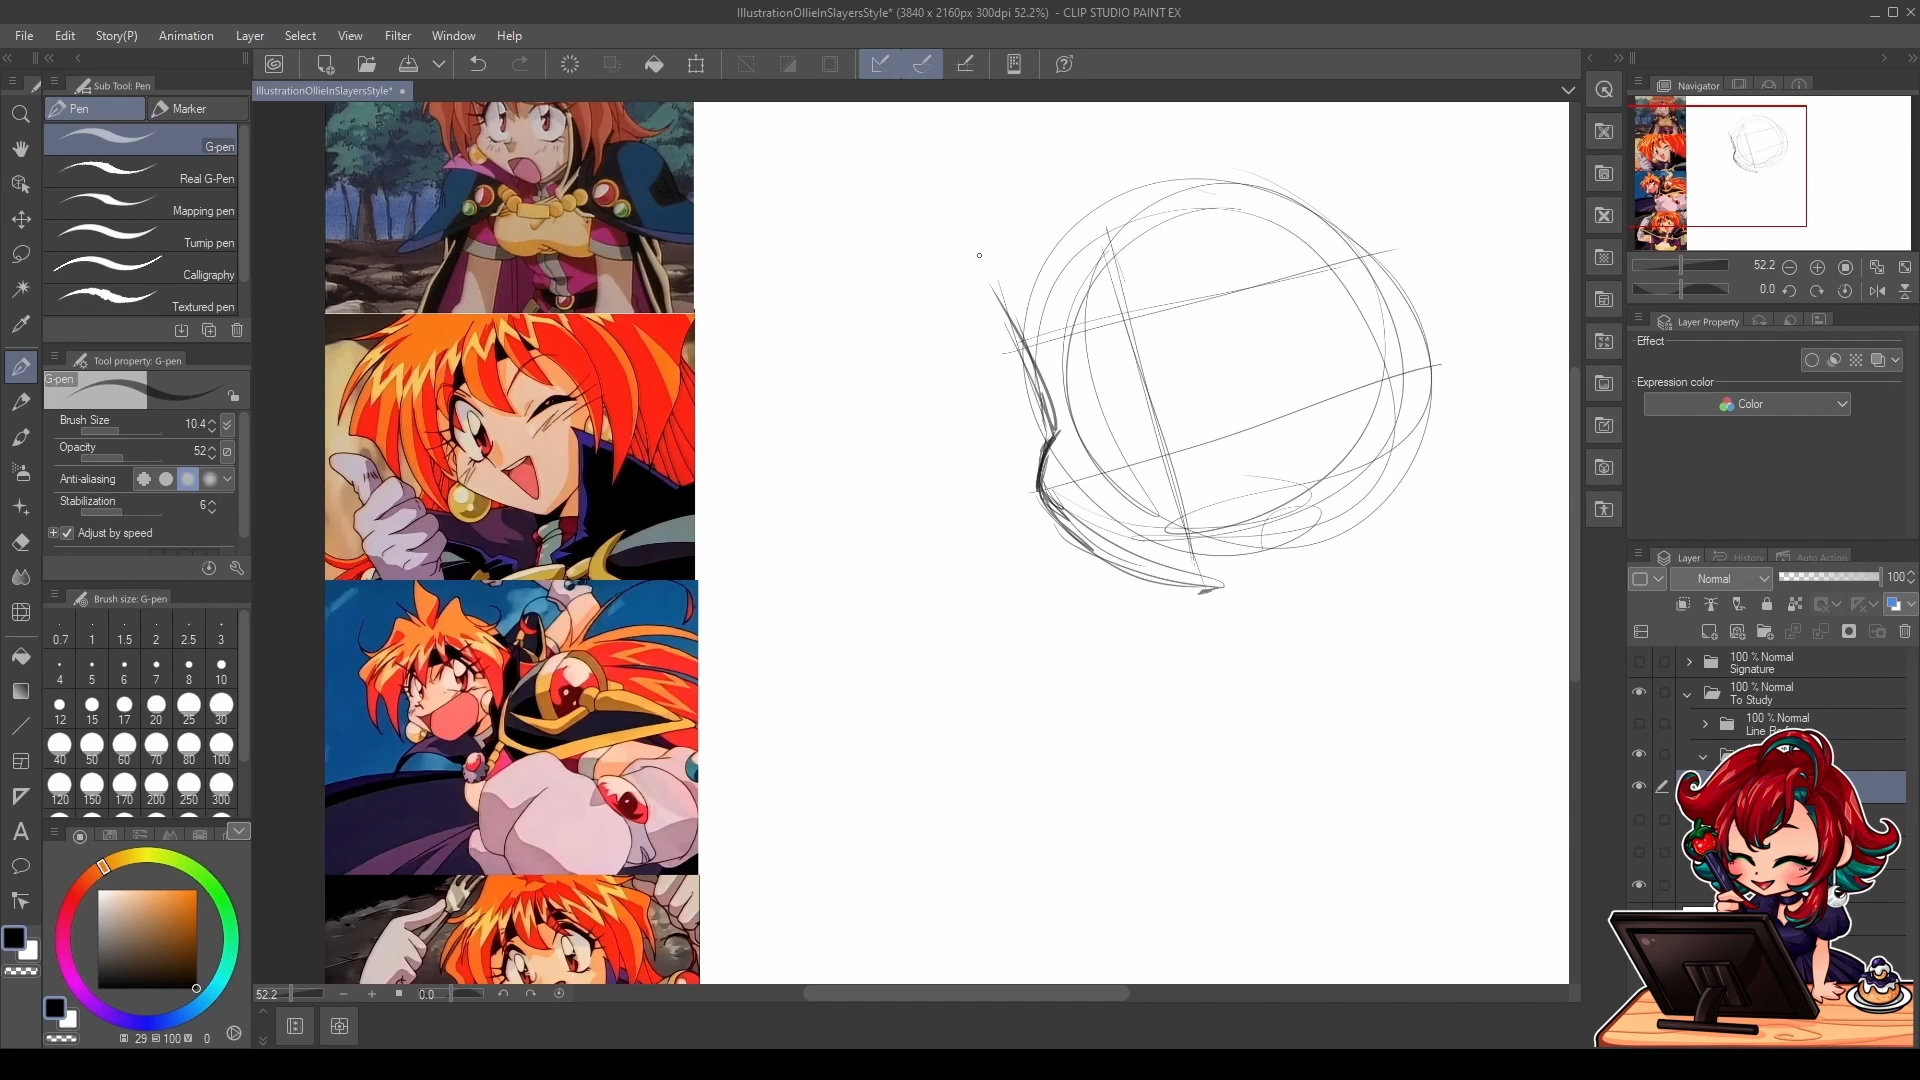 IllustrationOllieInSlayersStyle* (3840 x 2160px 300dpi 52.2%) - CLIP STUDIO PAINT EX
File Edit Story(P) Animation Layer Select View Filter Window Help
Sub Tool: Pen
IllustrationOllieInSlayersStyle*
Navigator
Pen Marker
G-pen
Real G-Pen
Mapping pen
Turnip pen
Calligraphy
Textured pen
52.2
0.0
Layer Property
Effect
Expression color
Color
Tool property: G-pen
G-pen
Brush Size 10.4
Opacity 52
Anti-aliasing
Stabilization 6
Adjust by speed
Brush size: G-pen
0.7 1 1.5 2 2.5 3
4 5 6 7 8 10
12 15 17 20 25 30
40 50 60 70 80 100
120 150 170 200 250 300
Layer History Auto Action
Normal 100
100 % Normal
Signature
100 % Normal
To Study
100 % Normal
52.2 0.0
29 100 0